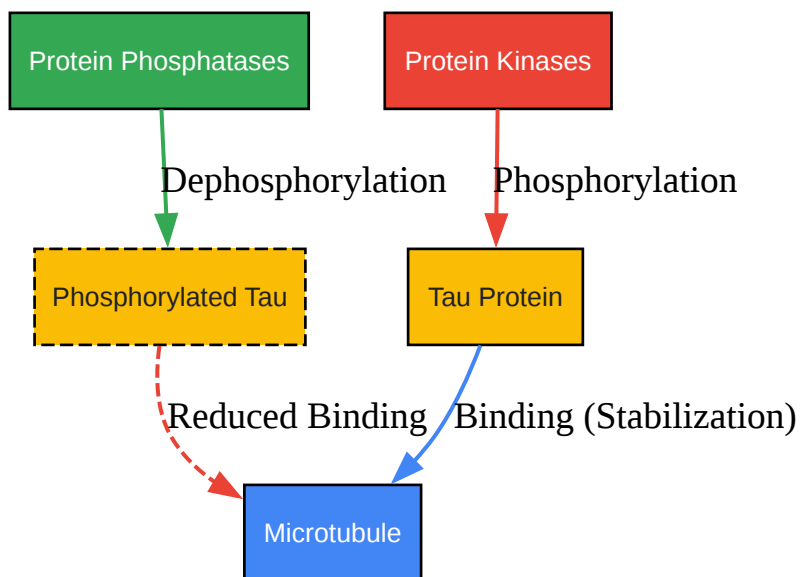 Protein Phosphatases
Protein Kinases
Dephosphorylation
Phosphorylation
Phosphorylated Tau
Tau Protein
Reduced Binding
Binding (Stabilization)
Microtubule